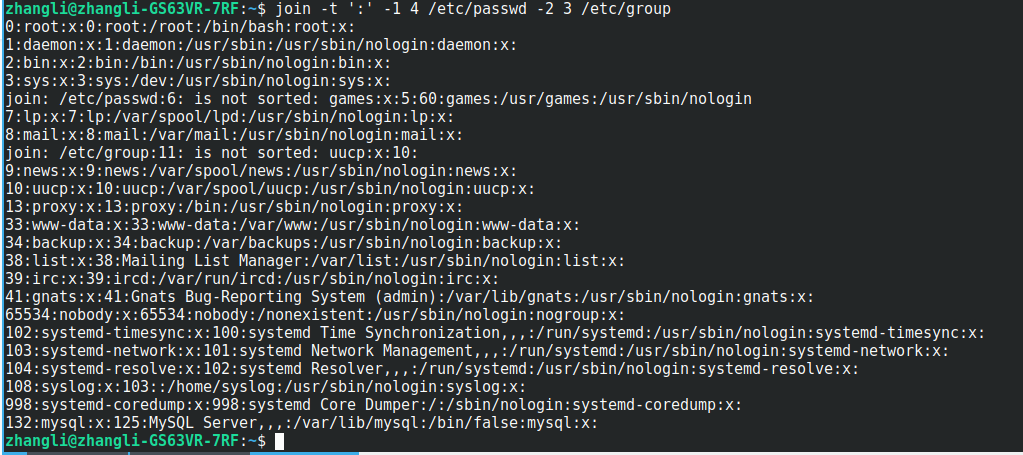 zhangli@zhangli-GS63VR-7RF:~$ join -t ':' -1 4 /etc/passwd -2 3 /etc/group
0:root:x:0:root:/root:/bin/bash:root:x:
1:daemon:x:1:daemon:/usr/sbin:/usr/sbin/nologin:daemon:x:
2:bin:x:2:bin:/bin:/usr/sbin/nologin:bin:x:
3:sys:x:3:sys:/dev:/usr/sbin/nologin:sys:x:
join: /etc/passwd:6: is not sorted: games:x:5:60:games:/usr/games:/usr/sbin/nologin
7:lp:x:7:lp:/var/spool/lpd:/usr/sbin/nologin:lp:x:
8:mail:x:8:mail:/var/mail:/usr/sbin/nologin:mail:x:
join: /etc/group:11: is not sorted: uucp:x:10:
9:news:x:9:news:/var/spool/news:/usr/sbin/nologin:news:x:
10:uucp:x:10:uucp:/var/spool/uucp:/usr/sbin/nologin:uucp:x:
13:proxy:x:13:proxy:/bin:/usr/sbin/nologin:proxy:x:
33:www-data:x:33:www-data:/var/www:/usr/sbin/nologin:www-data:x:
34:backup:x:34:backup:/var/backups:/usr/sbin/nologin:backup:x:
38:list:x:38:Mailing List Manager:/var/list:/usr/sbin/nologin:list:x:
39:irc:x:39:ircd:/var/run/ircd:/usr/sbin/nologin:irc:x:
41:gnats:x:41:Gnats Bug-Reporting System (admin):/var/lib/gnats:/usr/sbin/nologin:gnats:x:
65534:nobody:x:65534:nobody:/nonexistent:/usr/sbin/nologin:nogroup:x:
102:systemd-timesync:x:100:systemd Time Synchronization,,,:/run/systemd:/usr/sbin/nologin:systemd-timesync:x:
103:systemd-network:x:101:systemd Network Management,,,:/run/systemd:/usr/sbin/nologin:systemd-network:x:
104:systemd-resolve:x:102:systemd Resolver,,,:/run/systemd:/usr/sbin/nologin:systemd-resolve:x:
108:syslog:x:103::/home/syslog:/usr/sbin/nologin:syslog:x:
998:systemd-coredump:x:998:systemd Core Dumper:/:/sbin/nologin:systemd-coredump:x:
132:mysql:x:125:MySQL Server,,,:/var/lib/mysql:/bin/false:mysql:x:
zhangli@zhangli-GS63VR-7RF:~$